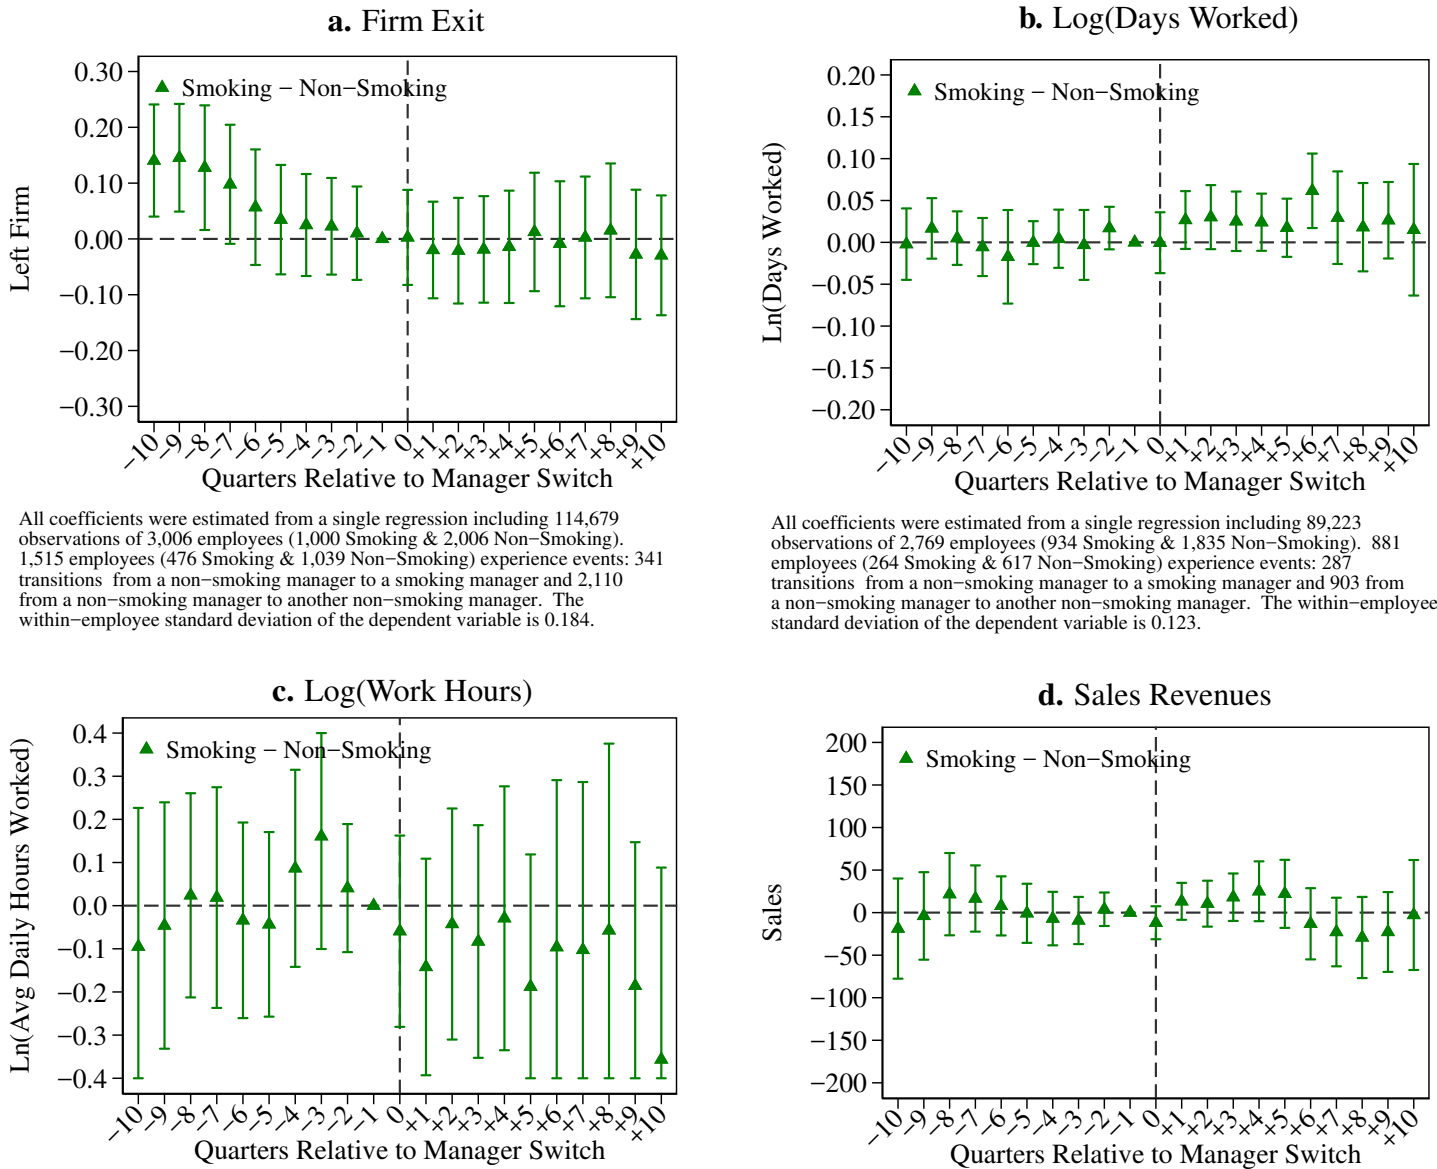 a. Firm Exit
Smoking − Non−Smoking
Left Firm
0.30
0.20
0.10
0.00
−0.10
−0.20
−0.30
−10 −9 −8 −7 −6 −5 −4 −3 −2 −1 0 +1 +2 +3 +4 +5 +6 +7 +8 +9 +10
Quarters Relative to Manager Switch
All coefficients were estimated from a single regression including 114,679
observations of 3,006 employees (1,000 Smoking & 2,006 Non−Smoking).
1,515 employees (476 Smoking & 1,039 Non−Smoking) experience events: 341
transitions from a non−smoking manager to a smoking manager and 2,110
from a non−smoking manager to another non−smoking manager. The
within−employee standard deviation of the dependent variable is 0.184.
b. Log(Days Worked)
Smoking − Non−Smoking
Ln(Days Worked)
0.20
0.15
0.10
0.05
0.00
−0.05
−0.10
−0.15
−0.20
−10 −9 −8 −7 −6 −5 −4 −3 −2 −1 0 +1 +2 +3 +4 +5 +6 +7 +8 +9 +10
Quarters Relative to Manager Switch
All coefficients were estimated from a single regression including 89,223
observations of 2,769 employees (934 Smoking & 1,835 Non−Smoking). 881
employees (264 Smoking & 617 Non−Smoking) experience events: 287
transitions from a non−smoking manager to a smoking manager and 903 from
a non−smoking manager to another non−smoking manager. The within−employee
standard deviation of the dependent variable is 0.123.
c. Log(Work Hours)
Smoking − Non−Smoking
Ln(Avg Daily Hours Worked)
0.4
0.3
0.2
0.1
0.0
−0.1
−0.2
−0.3
−0.4
−10 −9 −8 −7 −6 −5 −4 −3 −2 −1 0 +1 +2 +3 +4 +5 +6 +7 +8 +9 +10
Quarters Relative to Manager Switch
d. Sales Revenues
Smoking − Non−Smoking
Sales
200
150
100
50
0
−50
−100
−150
−200
−10 −9 −8 −7 −6 −5 −4 −3 −2 −1 0 +1 +2 +3 +4 +5 +6 +7 +8 +9 +10
Quarters Relative to Manager Switch